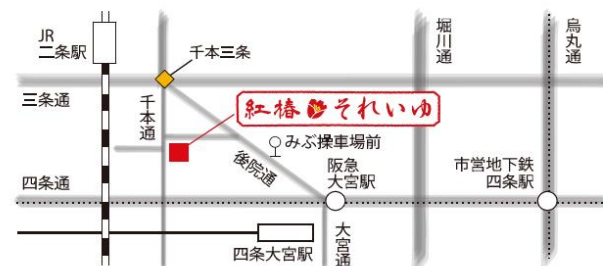 JR
二条駅
千本三条
堀川通
烏丸通
三条通
千本通
紅椿それいゆ
みぶ操車場前
後院通
阪急
大宮駅
市営地下鉄
四条駅
四条通
四条大宮駅
大宮通